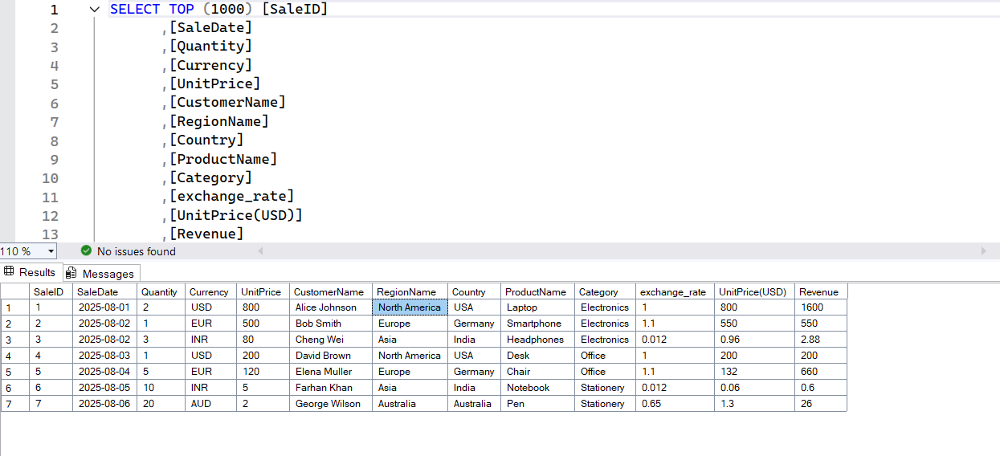 1 SELECT TOP (1000) [SaleID]
2 ,[SaleDate]
3 ,[Quantity]
4 ,[Currency]
5 ,[UnitPrice]
6 ,[CustomerName]
7 ,[RegionName]
8 ,[Country]
9 ,[ProductName]
10 ,[Category]
11 ,[exchange_rate]
12 ,[UnitPrice(USD)]
13 ,[Revenue]
110 % No issues found
Results Messages
SaleID SaleDate Quantity Currency UnitPrice CustomerName RegionName Country ProductName Category exchange_rate UnitPrice(USD) Revenue
1 1 2025-08-01 2 USD 800 Alice Johnson North America USA Laptop Electronics 1 800 1600
2 2 2025-08-02 1 EUR 500 Bob Smith Europe Germany Smartphone Electronics 1.1 550 550
3 3 2025-08-02 3 INR 80 Cheng Wei Asia India Headphones Electronics 0.012 0.96 2.88
4 4 2025-08-03 1 USD 200 David Brown North America USA Desk Office 1 200 200
5 5 2025-08-04 5 EUR 120 Elena Muller Europe Germany Chair Office 1.1 132 660
6 6 2025-08-05 10 INR 5 Farhan Khan Asia India Notebook Stationery 0.012 0.06 0.6
7 7 2025-08-06 20 AUD 2 George Wilson Australia Australia Pen Stationery 0.65 1.3 26